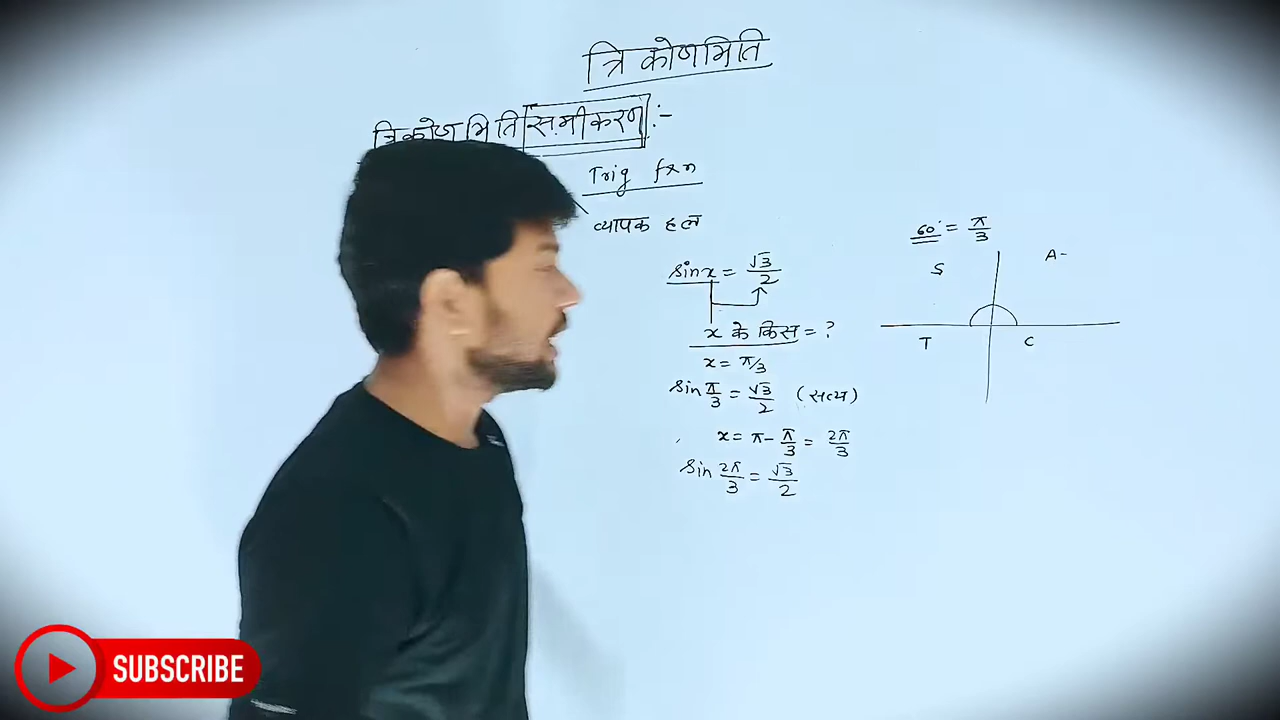 त्रिकोणमिति
त्रिकोणमिति समीकरण :-
Trig fxn
व्यापक हल
sin x = √3/2
x के किस = ?
x = π/3
sin π/3 = √3/2 (सत्य)
x = π - π/3 = 2π/3
sin 2π/3 = √3/2
60° = π/3
S A-
T C
SUBSCRIBE